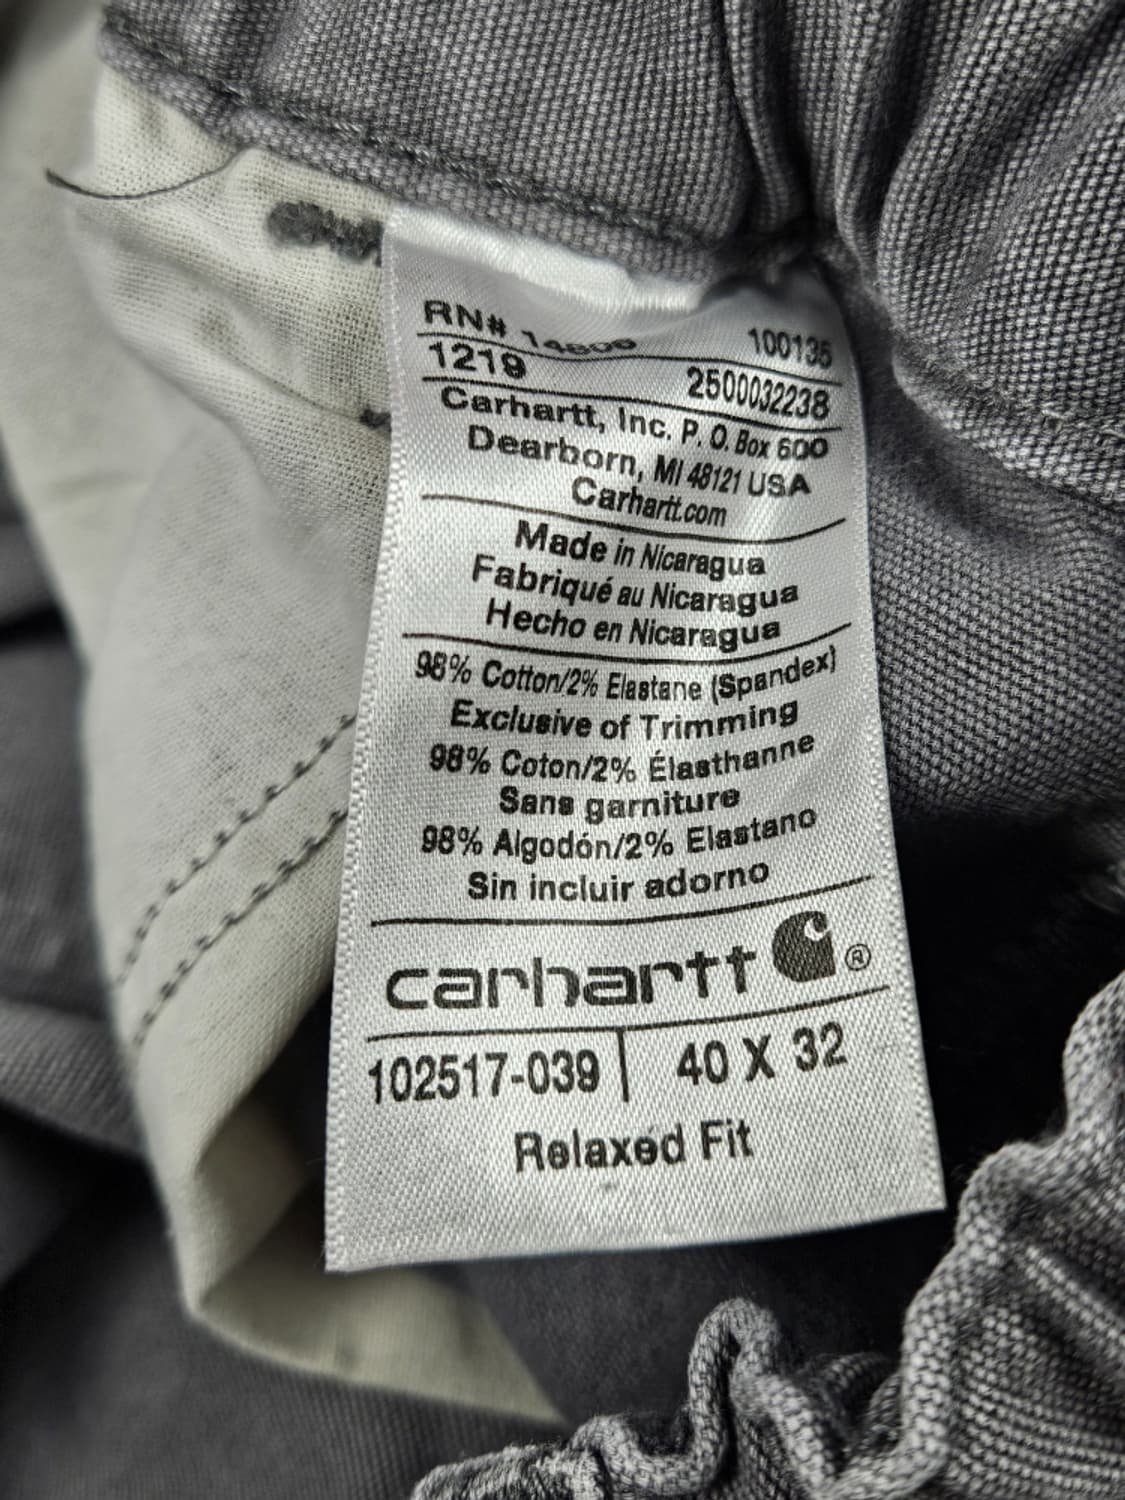 RN# 14806 100135
1219 2500032238
Carhartt, Inc. P. O. Box 600
Dearborn, MI 48121 USA
Carhartt.com
Made in Nicaragua
Fabriqué au Nicaragua
Hecho en Nicaragua
98% Cotton/2% Elastane (Spandex)
Exclusive of Trimming
98% Coton/2% Élasthanne
Sans garniture
98% Algodón/2% Elastano
Sin incluir adorno
carhartt ®
102517-039 | 40 X 32
Relaxed Fit